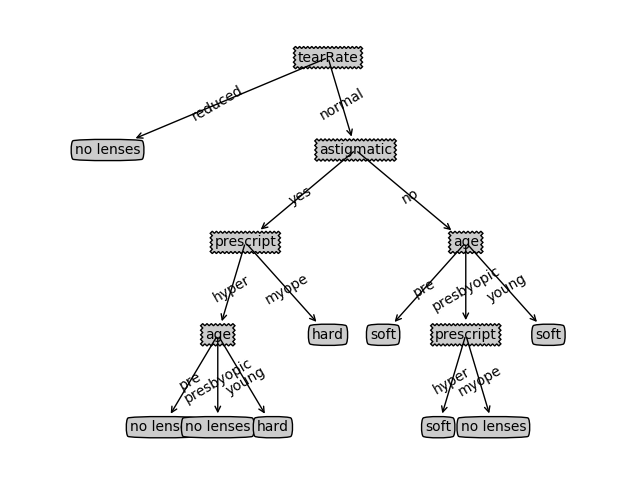 tearRate
reduced
normal
no lenses
astigmatic
yes
no
prescript
age
hyper
myope
pre
presbyopic
young
age
hard
soft
prescript
soft
pre
presbyopic
young
hyper
myope
no lens
no lenses
hard
soft
no lenses